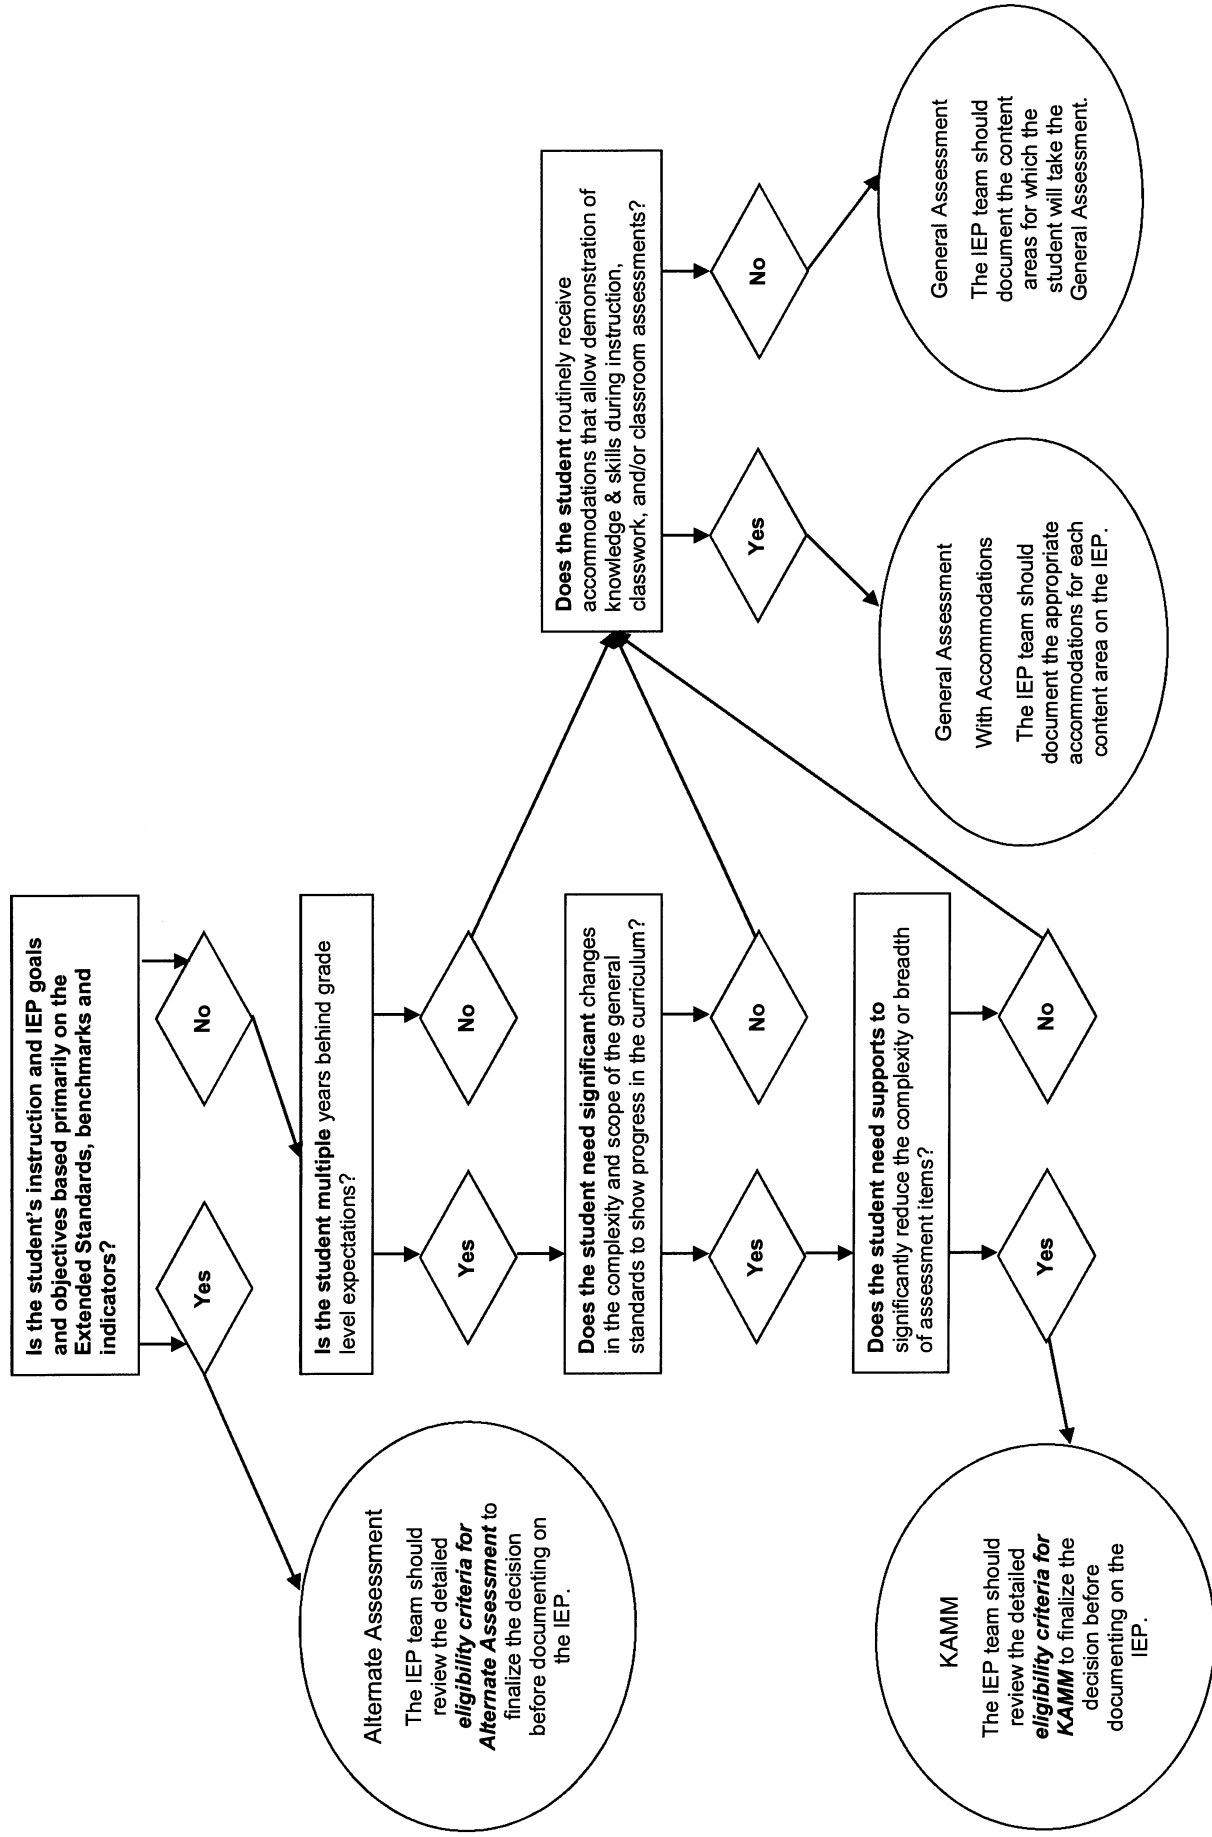 Is the student's instruction and IEP goals
and objectives based primarily on the
Extended Standards, benchmarks and
indicators?
Yes
No
Alternate Assessment
The IEP team should
review the detailed
eligibility criteria for
Alternate Assessment to
finalize the decision
before documenting on
the IEP.
Is the student multiple years behind grade
level expectations?
Yes
No
Does the student need significant changes
in the complexity and scope of the general
standards to show progress in the curriculum?
Yes
No
Does the student need supports to
significantly reduce the complexity or breadth
of assessment items?
Yes
No
KAMM
The IEP team should
review the detailed
eligibility criteria for
KAMM to finalize the
decision before
documenting on the
IEP.
Does the student routinely receive
accommodations that allow demonstration of
knowledge & skills during instruction,
classwork, and/or classroom assessments?
Yes
No
General Assessment
With Accommodations
The IEP team should
document the appropriate
accommodations for each
content area on the IEP.
General Assessment
The IEP team should
document the content
areas for which the
student will take the
General Assessment.